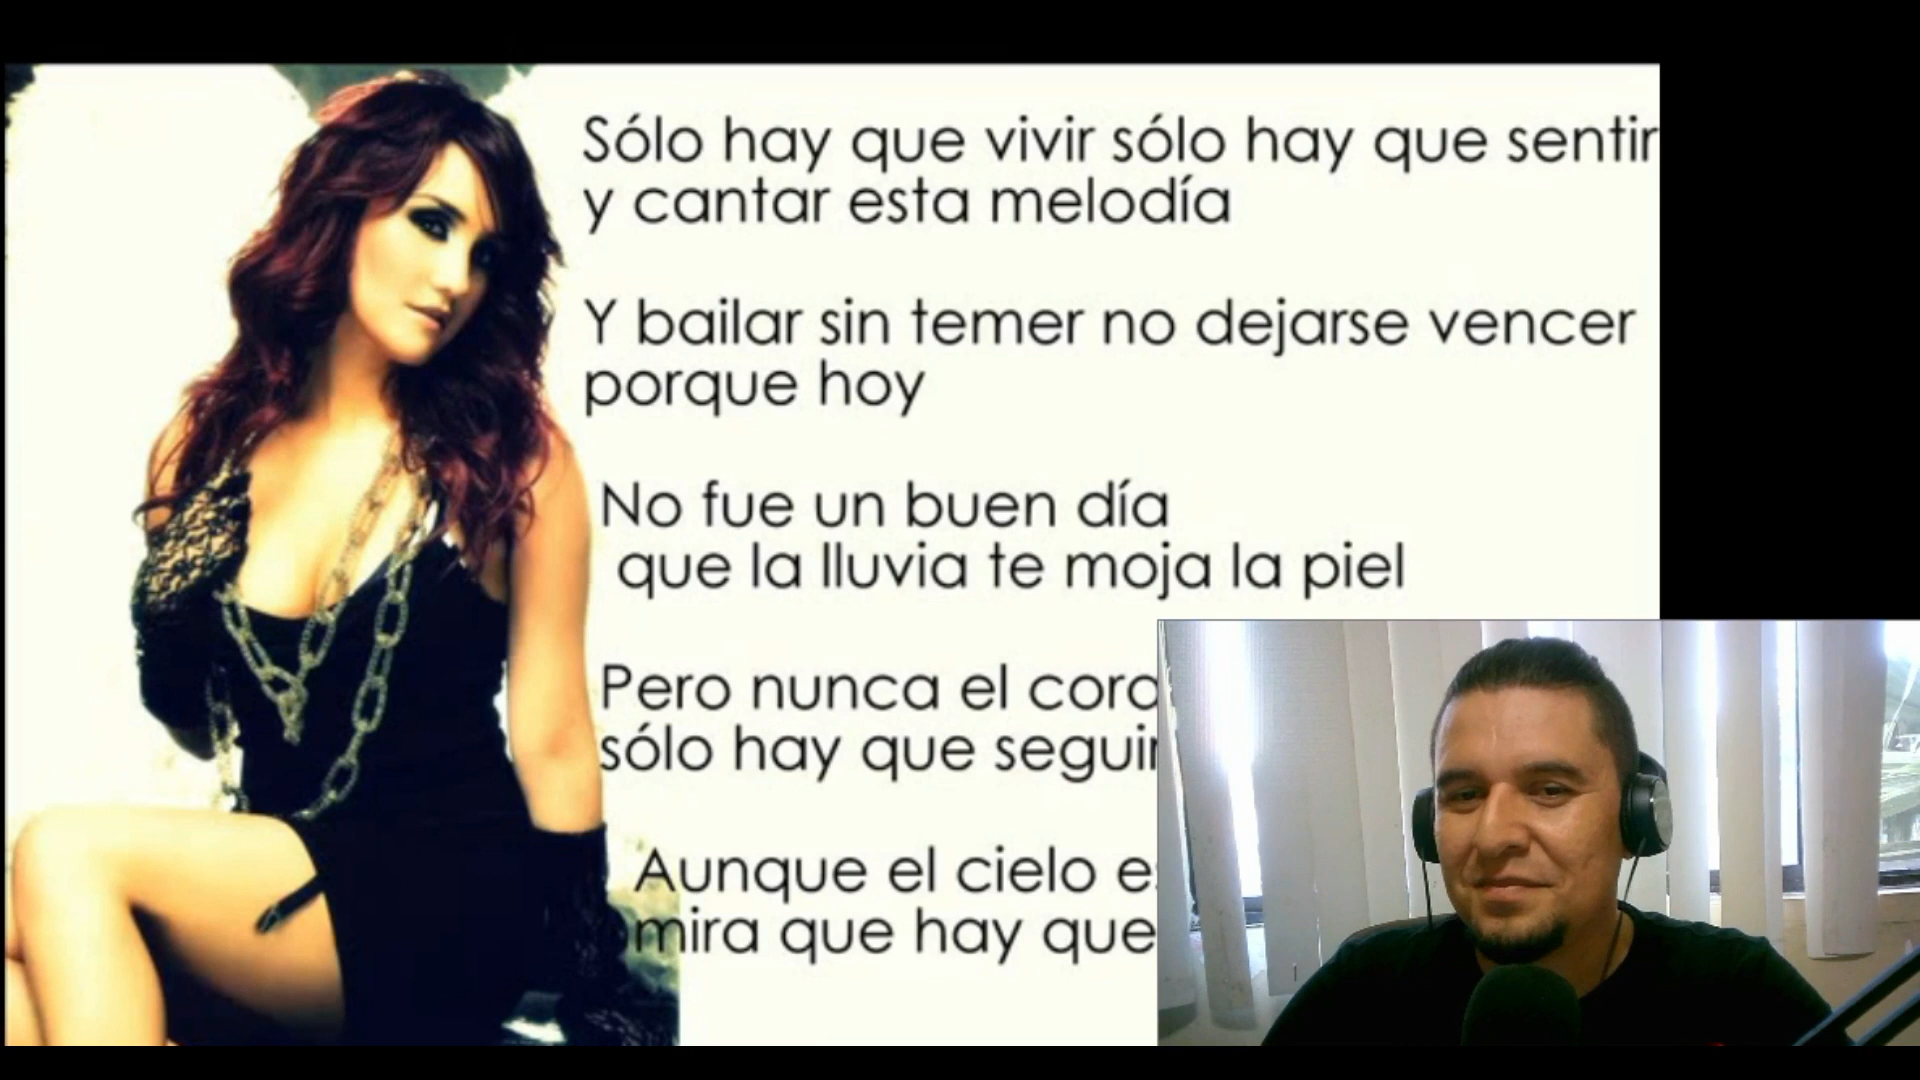 Sólo hay que vivir sólo hay que sentir
y cantar esta melodía
Y bailar sin temer no dejarse vencer
porque hoy
No fue un buen día
que la lluvia te moja la piel
Pero nunca el
sólo hay que
Aunque el cielo
mira que hay que